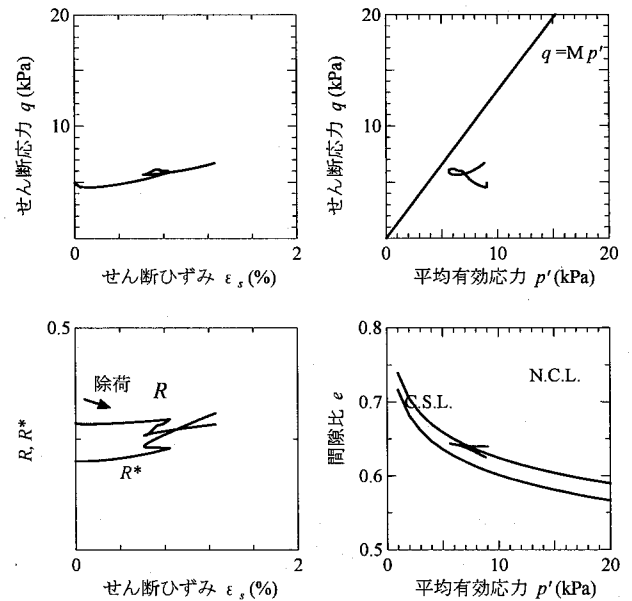 20
せん断応力 q (kPa)
10
0
2
せん断ひずみ εs (%)
20
q =M p'
せん断応力 q (kPa)
10
0
10
20
平均有効応力 p' (kPa)
0.5
除荷
R
R, R*
R*
0
2
せん断ひずみ εs (%)
0.8
N.C.L.
0.7
C.S.L.
間隙比 e
0.6
0.5
0
10
20
平均有効応力 p' (kPa)